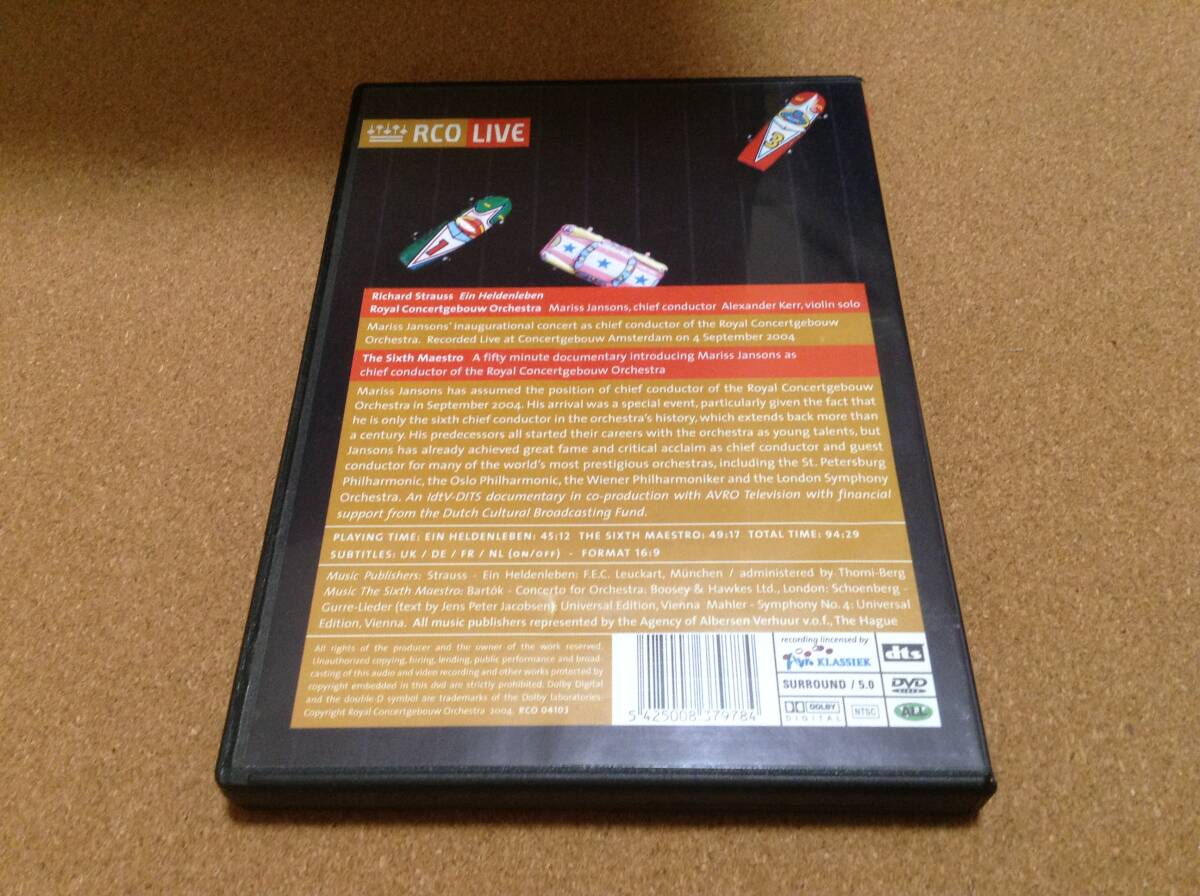 RCO LIVE
3
1
Richard Strauss Ein Heldenleben
Royal Concertgebouw Orchestra Mariss Jansons, chief conductor Alexander Kerr, violin solo
Mariss Jansons' inaugurational concert as chief conductor of the Royal Concertgebouw
Orchestra. Recorded Live at Concertgebouw Amsterdam on 4 September 2004
The Sixth Maestro A fifty minute documentary introducing Mariss Jansons as
chief conductor of the Royal Concertgebouw Orchestra
Mariss Jansons has assumed the position of chief conductor of the Royal Concertgebouw
Orchestra in September 2004. His arrival was a special event, particularly given the fact that
he is only the sixth chief conductor in the orchestra's history, which extends back more than
a century. His predecessors all started their careers with the orchestra as young talents, but
Jansons has already achieved great fame and critical acclaim as chief conductor and guest
conductor for many of the world's most prestigious orchestras, including the St. Petersburg
Philharmonic, the Oslo Philharmonic, the Wiener Philharmoniker and the London Symphony
Orchestra. An IdtV-DITS documentary in co-production with AVRO Television with financial
support from the Dutch Cultural Broadcasting Fund.
PLAYING TIME: EIN HELDENLEBEN: 45:12 THE SIXTH MAESTRO: 49:17 TOTAL TIME: 94:29
SUBTITLES: UK / DE / FR / NL (ON/OFF) - FORMAT 16:9
Music Publishers: Strauss - Ein Heldenleben: F.E.C. Leuckart, München / administered by Thomi-Berg
Music The Sixth Maestro: Bartók - Concerto for Orchestra: Boosey & Hawkes Ltd., London: Schoenberg -
Gurre-Lieder (text by Jens Peter Jacobsen): Universal Edition, Vienna Mahler - Symphony No. 4: Universal
Edition, Vienna. All music publishers represented by the Agency of Albersen Verhuur v.o.f., The Hague
All rights of the producer and the owner of the work reserved.
Unauthorized copying, hiring, lending, public performance and broad-
casting of this audio and video recording and other works protected by
copyright embedded in this dvd are strictly prohibited. Dolby Digital
and the double-D symbol are trademarks of the Dolby laboratories.
Copyright Royal Concertgebouw Orchestra 2004. RCO 04103
5 425008 379784
recording lincensed by
KLASSIEK
dts
SURROUND / 5.0
DVD
VIDEO
DOLBY
DIGITAL
NTSC
ALL